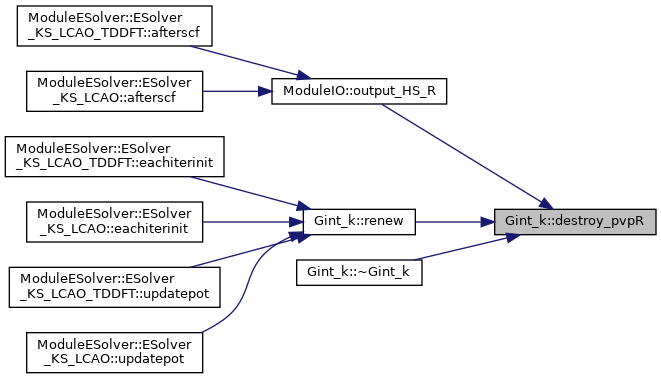 ModuleESolver::ESolver
_KS_LCAO_TDDFT::afterscf
ModuleESolver::ESolver
_KS_LCAO::afterscf
ModuleIO::output_HS_R
ModuleESolver::ESolver
_KS_LCAO_TDDFT::eachiterinit
ModuleESolver::ESolver
_KS_LCAO::eachiterinit
Gint_k::renew
Gint_k::destroy_pvpR
Gint_k::~Gint_k
ModuleESolver::ESolver
_KS_LCAO_TDDFT::updatepot
ModuleESolver::ESolver
_KS_LCAO::updatepot